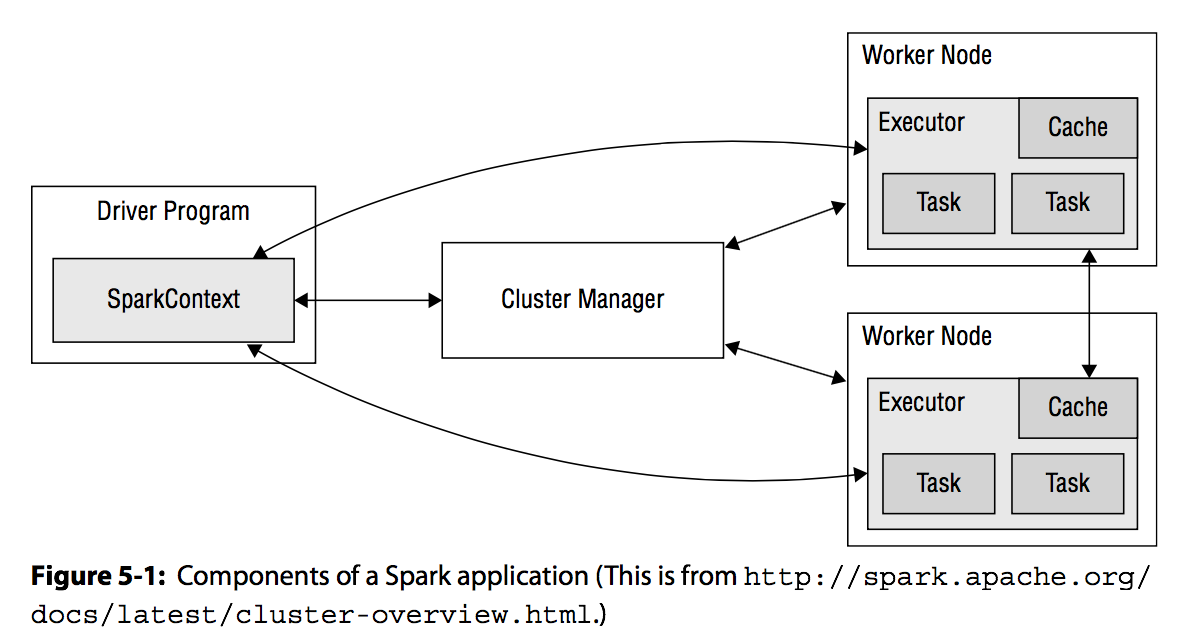 Worker Node
Executor
Cache
Task
Task
Driver Program
SparkContext
Cluster Manager
Worker Node
Executor
Cache
Task
Task
Figure 5-1: Components of a Spark application (This is from http://spark.apache.org/
docs/latest/cluster-overview.html.)